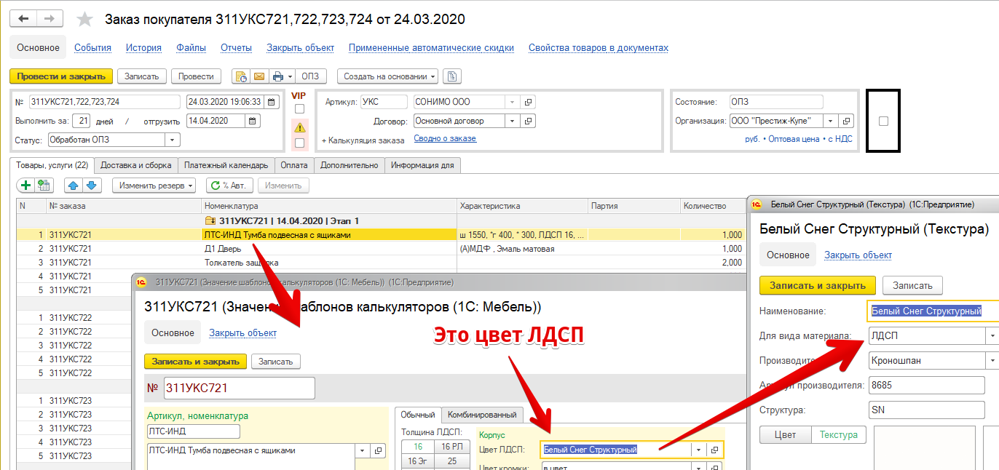 Заказ покупателя 311УКС721,722,723,724 от 24.03.2020
Основное События История Файлы Отчеты Закрыть объект Примененные автоматические скидки Свойства товаров в документах
Провести и закрыть Записать Провести ОПЗ Создать на основании
№ 311УКС721,722,723,724 24.03.2020 19:06:33 VIP Артикул: УКС СОНИМО ООО Состояние: ОПЗ
Выполнить за: 21 дней / отгрузить 14.04.2020 Договор: Основной договор Организация: ООО "Престиж-Купе"
Статус: Обработан ОПЗ + Калькуляция заказа Сводно о заказе руб. • Оптовая цена • с НДС
Товары, услуги (22) Доставка и сборка Платежный календарь Оплата Дополнительно Информация для
Изменить резерв % Авт. Изменить
N № заказа Номенклатура Характеристика Партия Количество
311УКС721 | 14.04.2020 | Этап 1
1 311УКС721 ЛТС-ИНД Тумба подвесная с ящиками ш 1550, *г 400, * 300, ЛДСП 16, ... 1,000
2 311УКС721 Д1 Дверь (А)МДФ , Эмаль матовая 1,000
3 311УКС721 Толкатель 2,000
4 311УКС721
5 311УКС721
1 311УКС722
2 311УКС722
3 311УКС722
4 311УКС722
5 311УКС722
1 311УКС723
2 311УКС723
3 311УКС723
4 311УКС723
5 311УКС723
311УКС721 (Значение шаблонов калькуляторов (1С: Мебель)) (1С:Предприятие)
311УКС721 (Значение шаблонов калькуляторов (1С: Мебель))
Основное Закрыть объект
Записать и закрыть Записать
№ 311УКС721
Артикул, номенклатура
ЛТС-ИНД
ЛТС-ИНД Тумба подвесная с ящиками
Обычный Комбинированный
Толщина ЛДСП:
16 16 РЛ
16 Эг 25
Корпус
Цвет ЛДСП: Белый Снег Структурный
Цвет кромки: в цвет
Это цвет ЛДСП
Белый Снег Структурный (Текстура) (1С:Предприятие)
Белый Снег Структурный (Текстура)
Основное Закрыть объект
Записать и закрыть Записать
Наименование: Белый Снег Структурный
Для вида материала: ЛДСП
Кроношпан
производителя: 8685
Структура: SN
Цвет Текстура